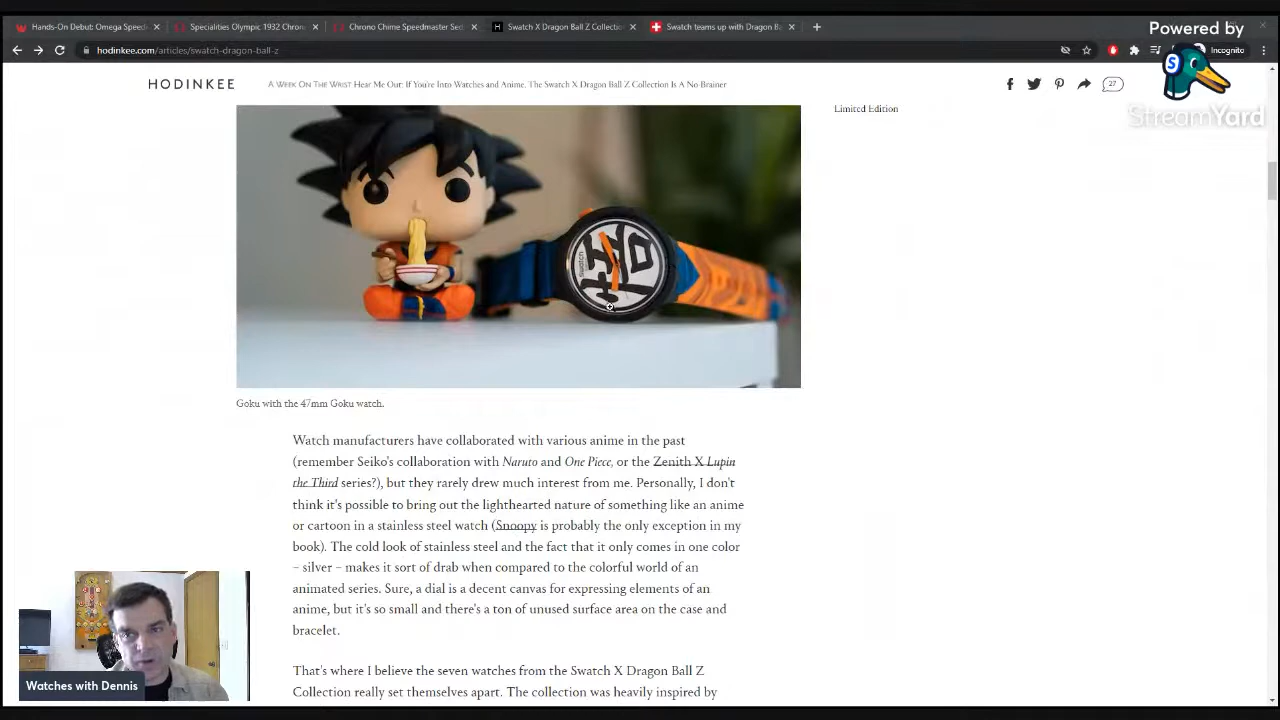 Hands-On Debut: Omega Speed
Specialities Olympic 1932 Chron
Chrono Chime Speedmaster Sec
Swatch X Dragon Ball Z Collectio
Swatch teams up with Dragon Ba
Powered by
hodinkee.com/articles/swatch-dragon-ball-z
Incognito
StreamYard
HODINKEE
A WEEK ON THE WRIST Hear Me Out: If You're Into Watches and Anime, The Swatch X Dragon Ball Z Collection Is A No Brainer
27
Limited Edition
swatch
悟
Goku with the 47mm Goku watch.
Watch manufacturers have collaborated with various anime in the past
(remember Seiko's collaboration with Naruto and One Piece, or the Zenith X Lupin
the Third series?), but they rarely drew much interest from me. Personally, I don't
think it's possible to bring out the lighthearted nature of something like an anime
or cartoon in a stainless steel watch (Snoopy is probably the only exception in my
book). The cold look of stainless steel and the fact that it only comes in one color
– silver – makes it sort of drab when compared to the colorful world of an
animated series. Sure, a dial is a decent canvas for expressing elements of an
anime, but it's so small and there's a ton of unused surface area on the case and
bracelet.
That's where I believe the seven watches from the Swatch X Dragon Ball Z
Collection really set themselves apart. The collection was heavily inspired by
Watches with Dennis